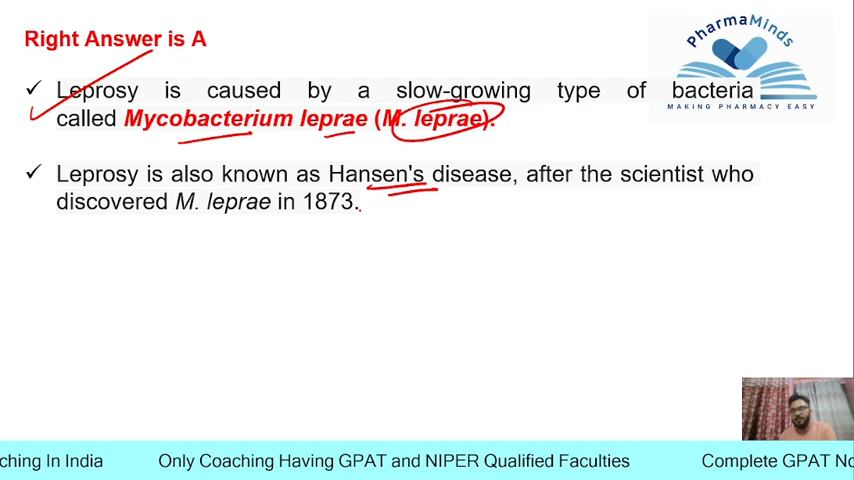 PharmaMinds
MAKING PHARMACY EASY
Right Answer is A
✓ Leprosy is caused by a slow-growing type of bacteria
called Mycobacterium leprae (M. leprae).
✓ Leprosy is also known as Hansen's disease, after the scientist who
discovered M. leprae in 1873.
ching In India Only Coaching Having GPAT and NIPER Qualified Faculties Complete GPAT No